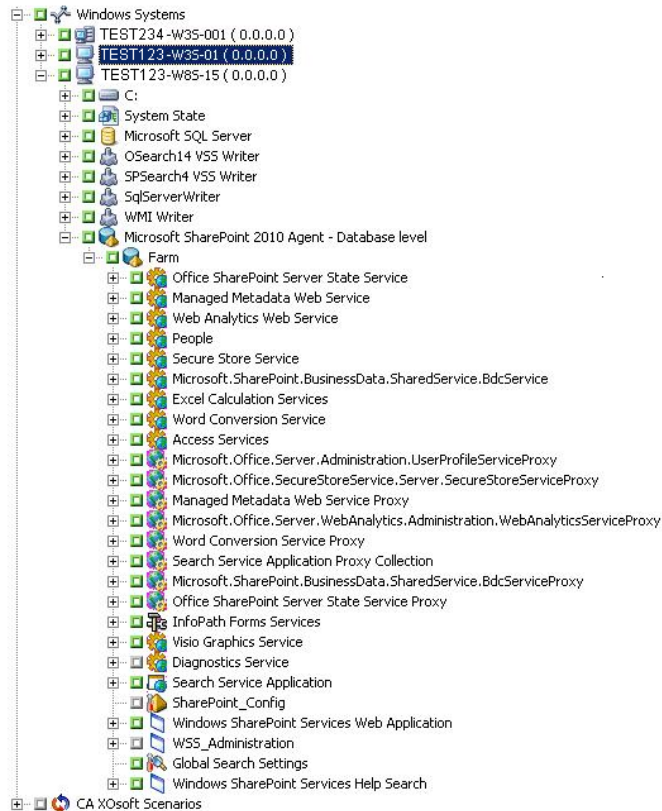 Windows Systems
TEST234-W3S-001 ( 0.0.0.0 )
TEST123-W3S-01 ( 0.0.0.0 )
TEST123-W8S-15 ( 0.0.0.0 )
C:
System State
Microsoft SQL Server
OSearch14 VSS Writer
SPSearch4 VSS Writer
SqlServerWriter
WMI Writer
Microsoft SharePoint 2010 Agent - Database level
Farm
Office SharePoint Server State Service
Managed Metadata Web Service
Web Analytics Web Service
People
Secure Store Service
Microsoft.SharePoint.BusinessData.SharedService.BdcService
Excel Calculation Services
Word Conversion Service
Access Services
Microsoft.Office.Server.Administration.UserProfileServiceProxy
Microsoft.Office.SecureStoreService.Server.SecureStoreServiceProxy
Managed Metadata Web Service Proxy
Microsoft.Office.Server.WebAnalytics.Administration.WebAnalyticsServiceProxy
Word Conversion Service Proxy
Search Service Application Proxy Collection
Microsoft.SharePoint.BusinessData.SharedService.BdcServiceProxy
Office SharePoint Server State Service Proxy
InfoPath Forms Services
Visio Graphics Service
Diagnostics Service
Search Service Application
SharePoint_Config
Windows SharePoint Services Web Application
WSS_Administration
Global Search Settings
Windows SharePoint Services Help Search
CA XOsoft Scenarios